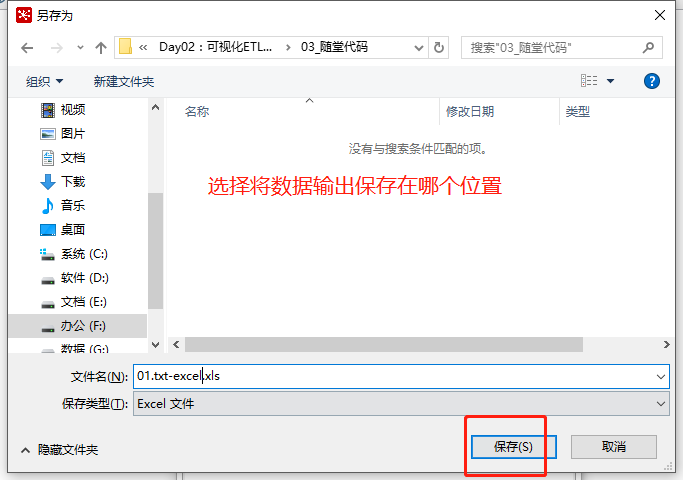 另存为
« Day02：可视化ETL... › 03_随堂代码
搜索"03_随堂代码"
组织 新建文件夹
名称 修改日期 类型
没有与搜索条件匹配的项。
选择将数据输出保存在哪个位置
视频
图片
文档
下载
音乐
桌面
系统 (C:)
软件 (D:)
文档 (E:)
办公 (F:)
数据 (G:)
文件名(N): 01.txt-excel.xls
保存类型(T): Excel 文件
隐藏文件夹 保存(S) 取消